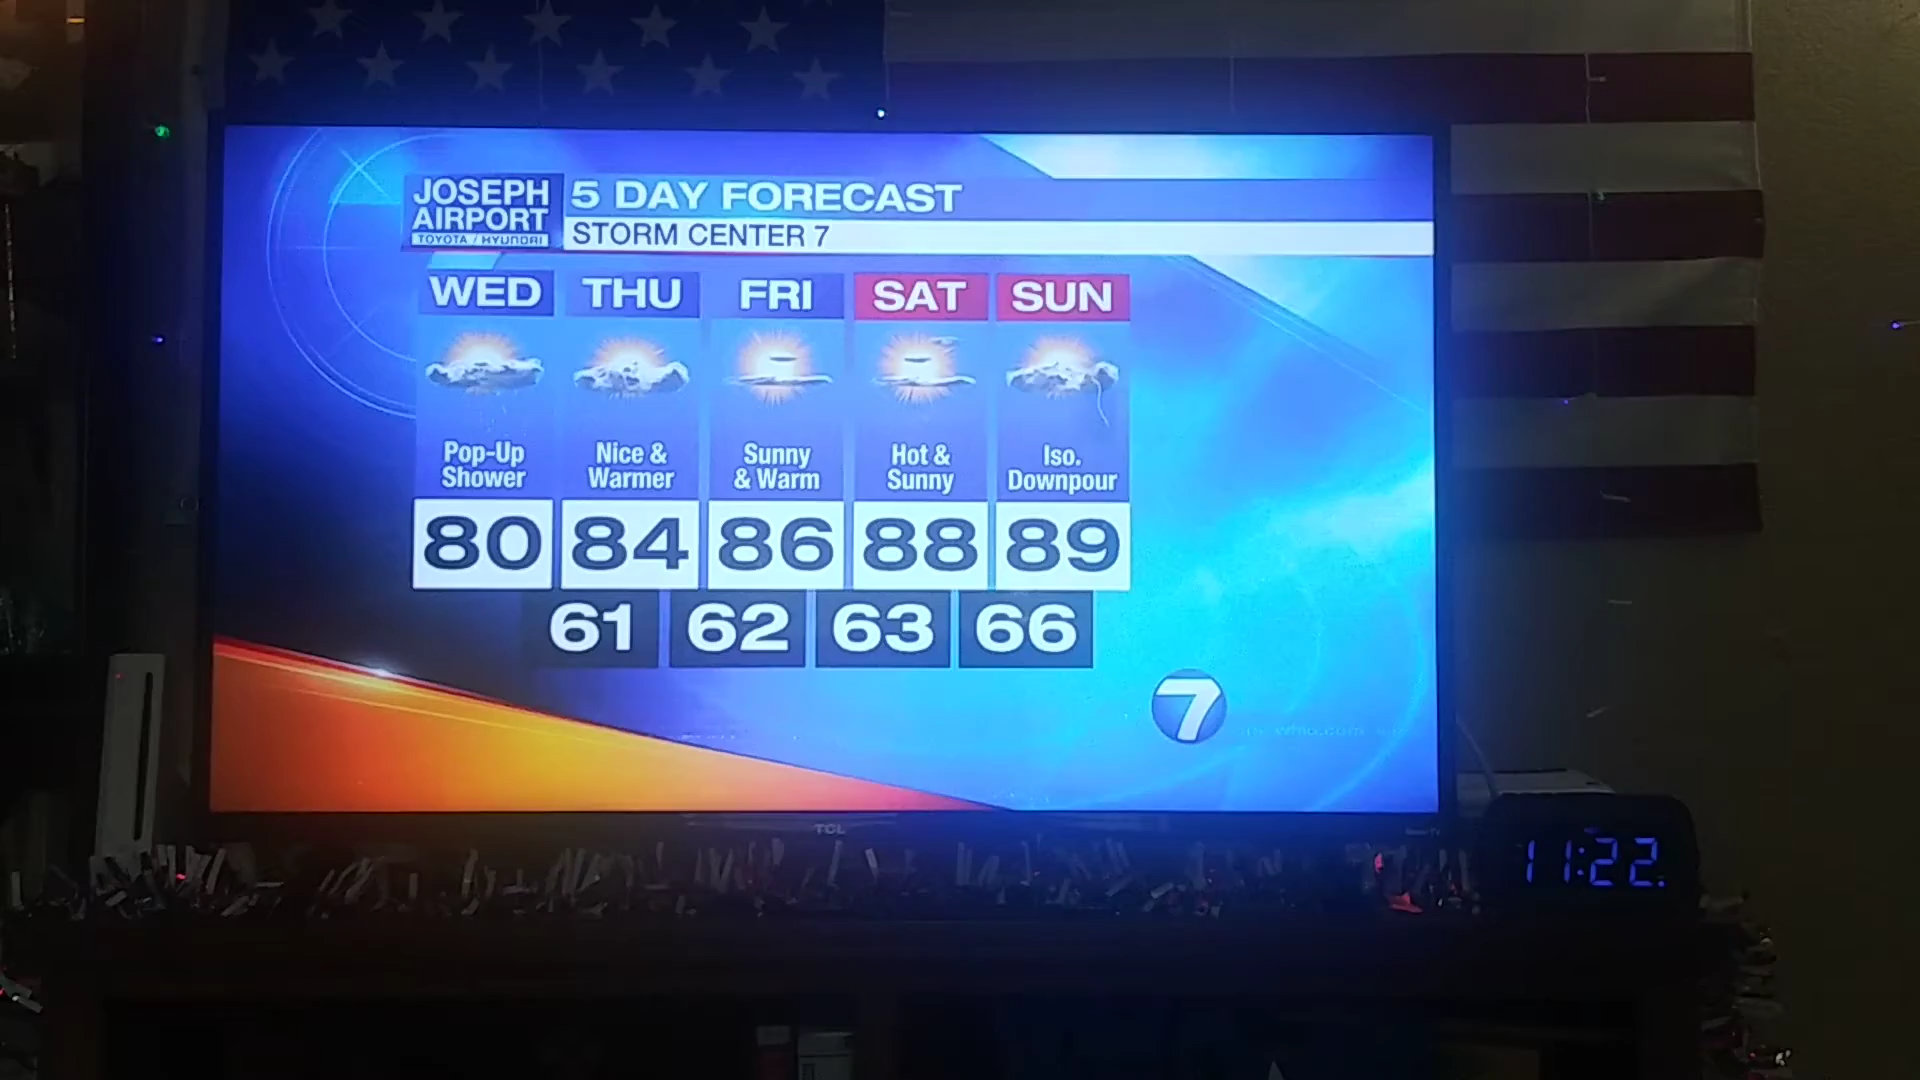 JOSEPH
AIRPORT
TOYOTA / HYUNDAI
5 DAY FORECAST
STORM CENTER 7
WED THU FRI SAT SUN
Pop-Up
Shower
Nice &
Warmer
Sunny
& Warm
Hot &
Sunny
Iso.
Downpour
80 84 86 88 89
61 62 63 66
7
whio.com
TCL
11:22